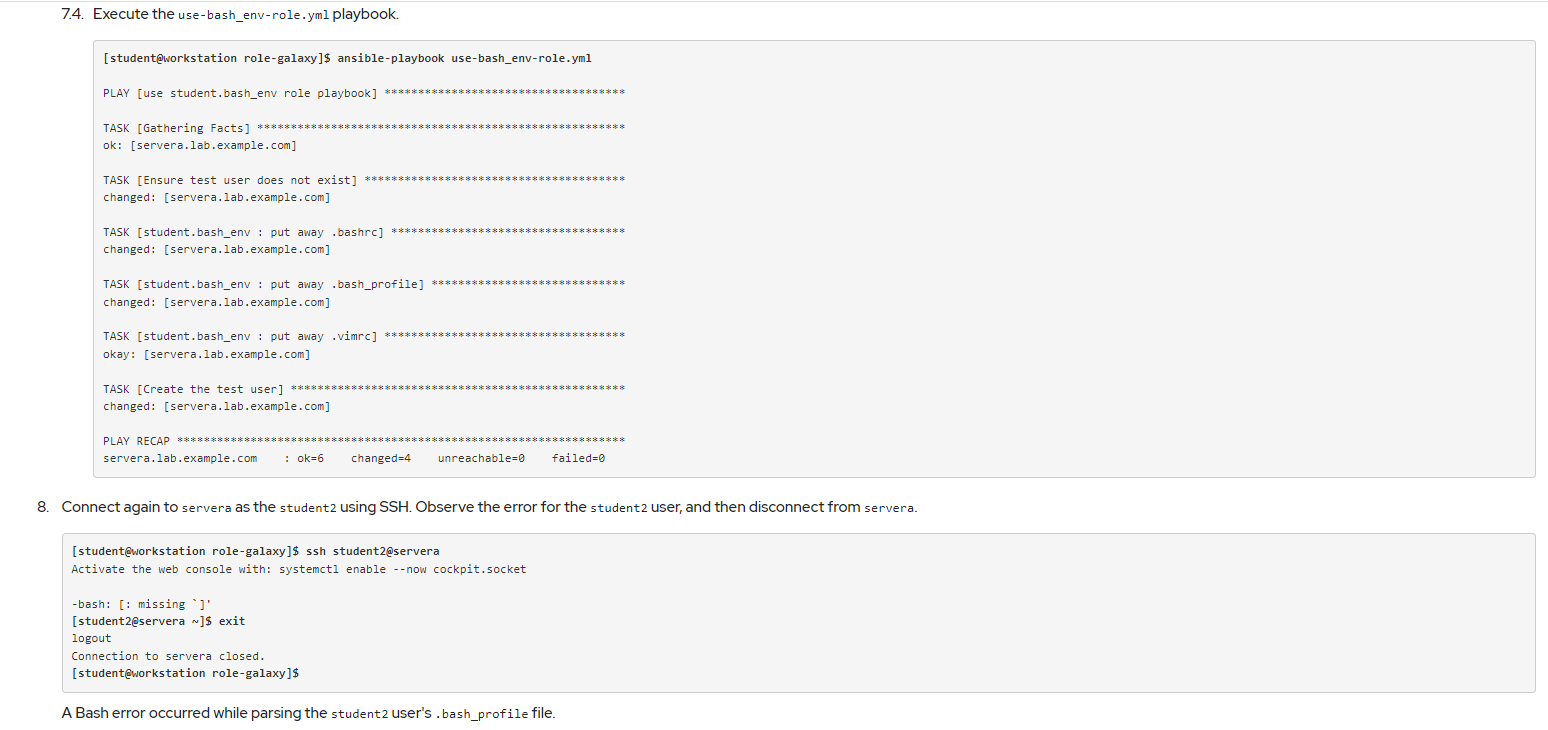 7.4. Execute the use-bash_env-role.yml playbook.
[student@workstation role-galaxy]$ ansible-playbook use-bash_env-role.yml
PLAY [use student.bash_env role playbook] ************************************
TASK [Gathering Facts] *******************************************************
ok: [servera.lab.example.com]
TASK [Ensure test user does not exist] ***************************************
changed: [servera.lab.example.com]
TASK [student.bash_env : put away .bashrc] ***********************************
changed: [servera.lab.example.com]
TASK [student.bash_env : put away .bash_profile] *****************************
changed: [servera.lab.example.com]
TASK [student.bash_env : put away .vimrc] ************************************
okay: [servera.lab.example.com]
TASK [Create the test user] **************************************************
changed: [servera.lab.example.com]
PLAY RECAP *******************************************************************
servera.lab.example.com    : ok=6    changed=4    unreachable=0    failed=0
8. Connect again to servera as the student2 using SSH. Observe the error for the student2 user, and then disconnect from servera.
[student@workstation role-galaxy]$ ssh student2@servera
Activate the web console with: systemctl enable --now cockpit.socket
-bash: [: missing `]'
[student2@servera ~]$ exit
logout
Connection to servera closed.
[student@workstation role-galaxy]$
A Bash error occurred while parsing the student2 user's .bash_profile file.